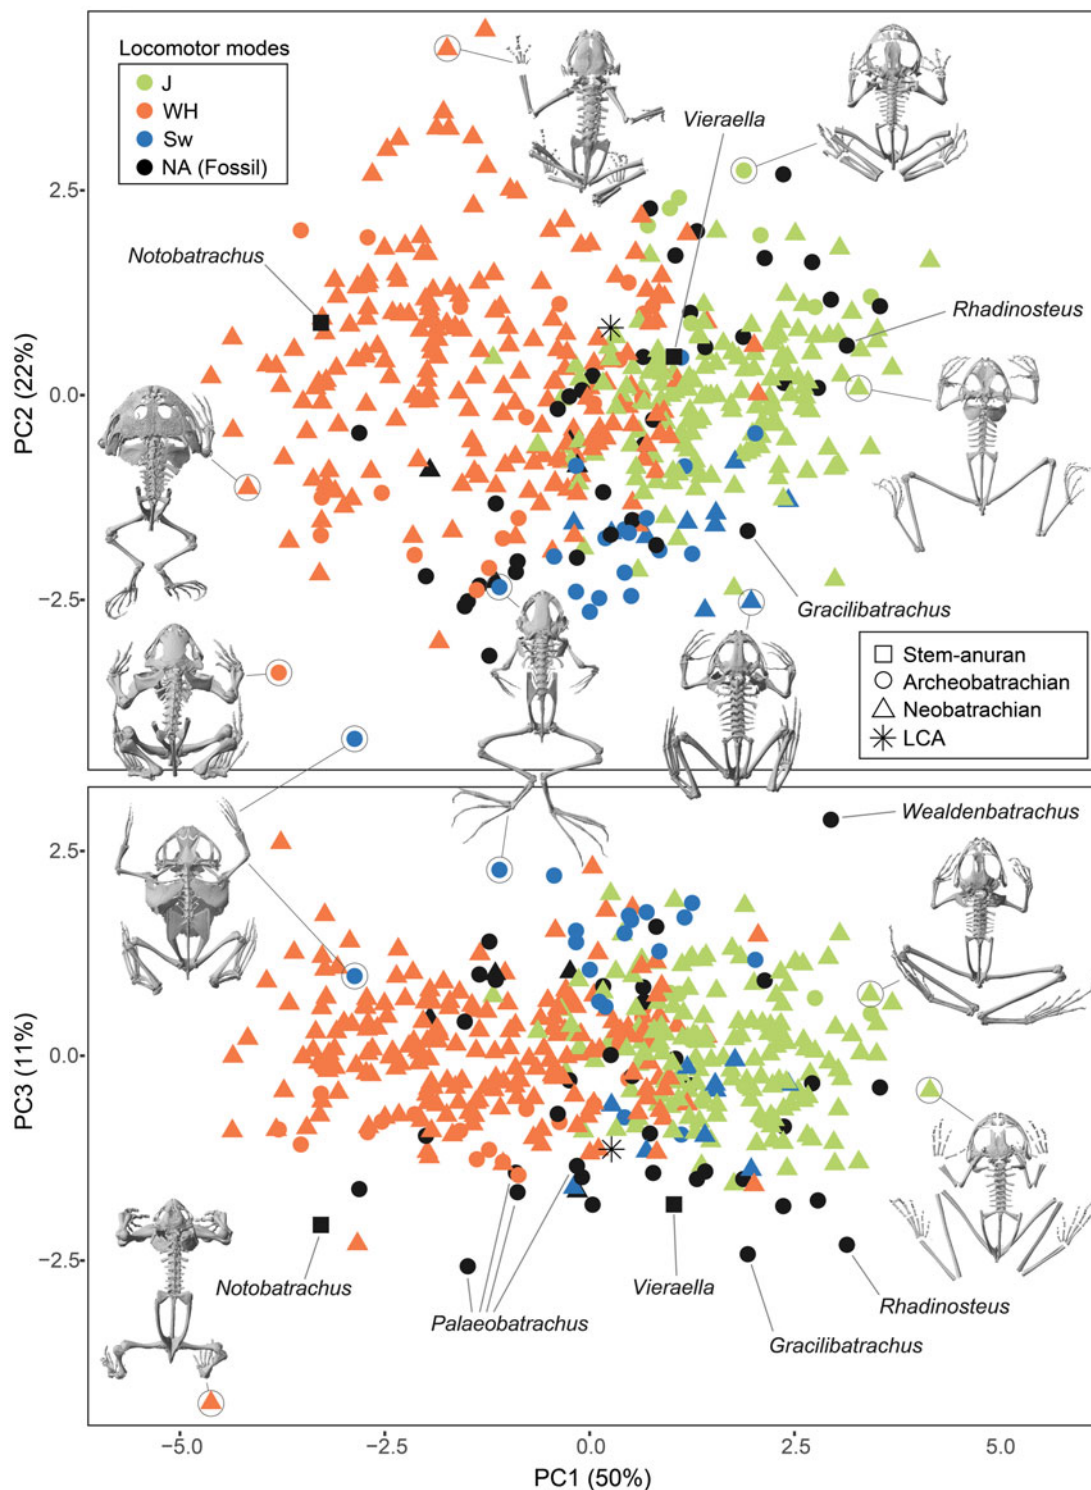 Locomotor modes
J
WH
Sw
NA (Fossil)
Vieraella
Notobatrachus
Rhadinosteus
Gracilibatrachus
2.5
0.0
−2.5
PC2 (22%)
Stem-anuran
Archeobatrachian
Neobatrachian
LCA
Wealdenbatrachus
2.5
0.0
−2.5
PC3 (11%)
Notobatrachus
Palaeobatrachus
Vieraella
Rhadinosteus
Gracilibatrachus
−5.0 −2.5 0.0 2.5 5.0
PC1 (50%)